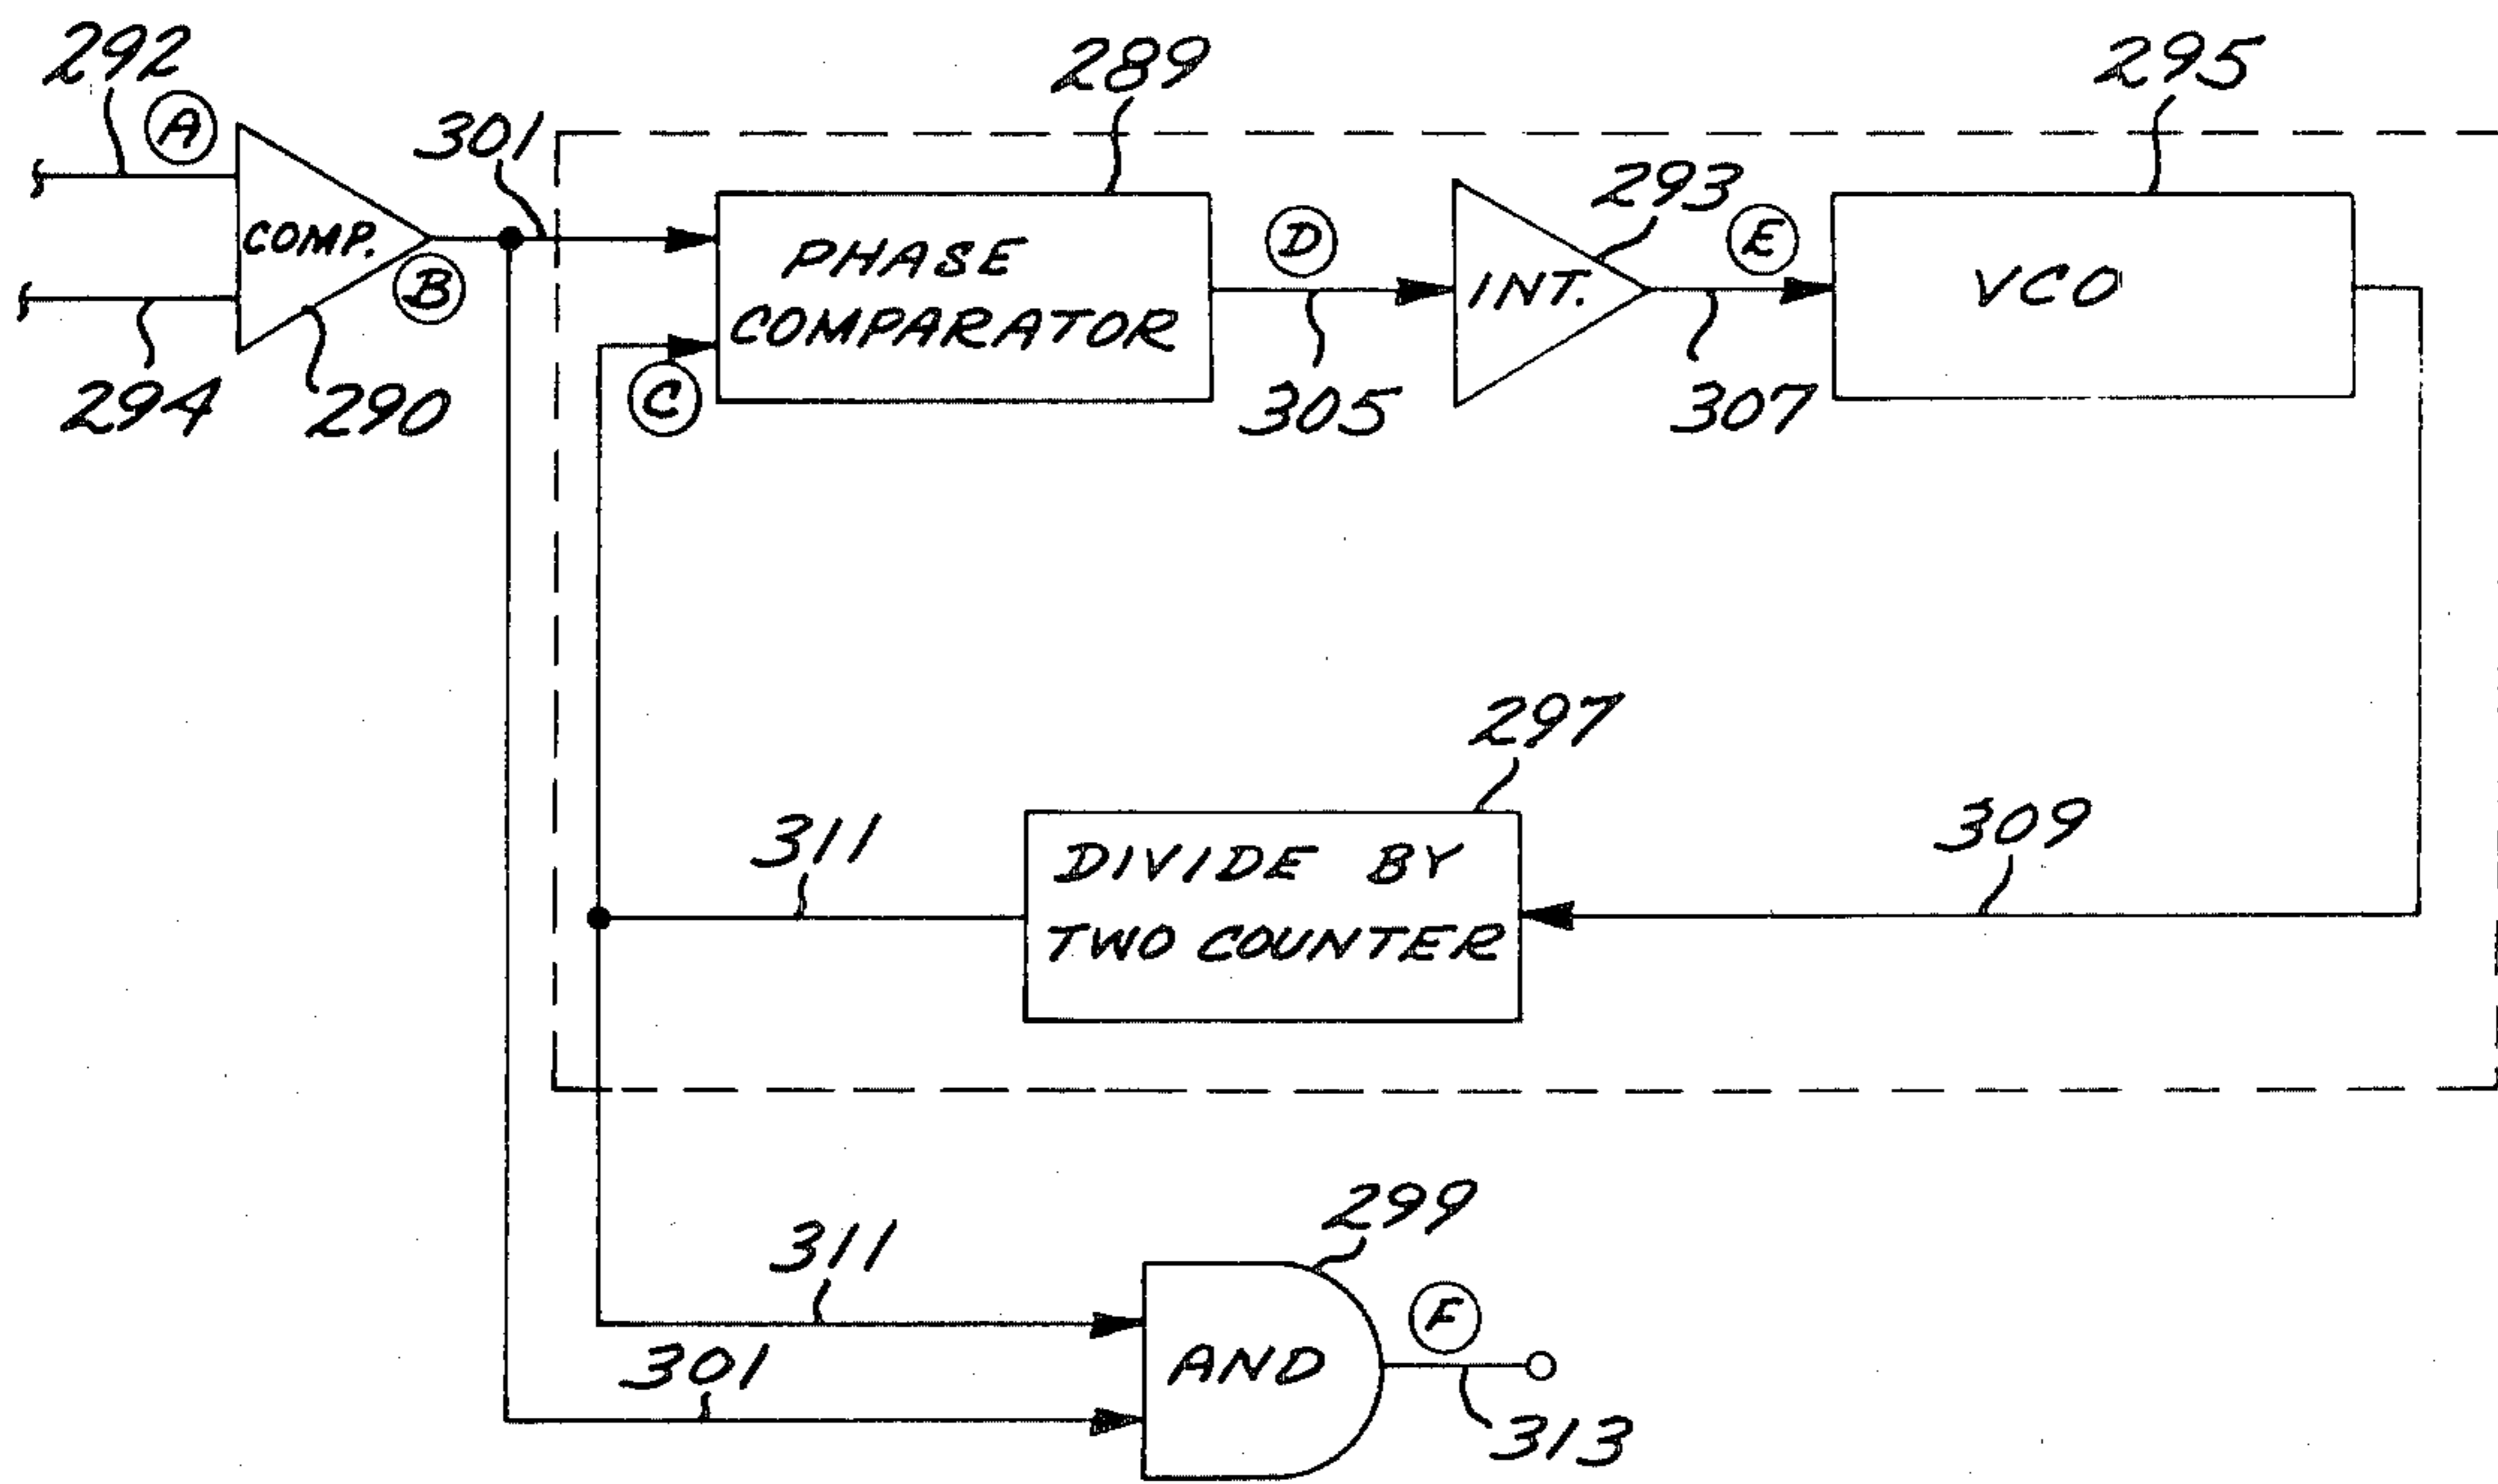 292
A
301
289
295
COMP.
B
294
290
PHASE
COMPARATOR
C
D
305
293
INT.
E
307
VCO
297
311
DIVIDE BY
TWO COUNTER
309
311
301
299
AND
F
313